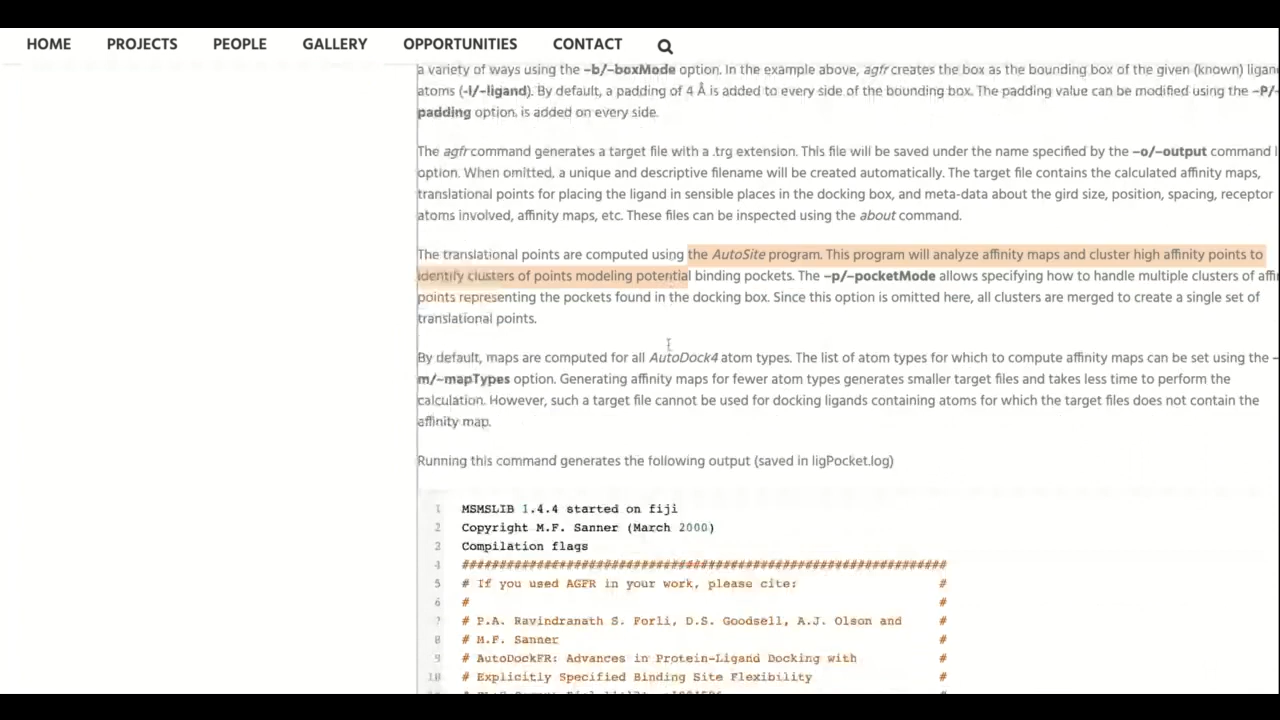 HOME PROJECTS PEOPLE GALLERY OPPORTUNITIES CONTACT
a variety of ways using the –b/–boxMode option. In the example above, agfr creates the box as the bounding box of the given (known)
atoms (-l/–ligand). By default, a padding of 4 Å is added to every side of the bounding box. The padding value can be modified using the –P/–
padding option, is added on every side.
The agfr command generates a target file with a .trg extension. This file will be saved under the name specified by the –o/–output command
option. When omitted, a unique and descriptive filename will be created automatically. The target file contains the calculated affinity maps,
translational points for placing the ligand in sensible places in the docking box, and meta-data about the gird size, position, spacing, receptor
atoms involved, affinity maps, etc. These files can be inspected using the about command.
The translational points are computed using the AutoSite program. This program will analyze affinity maps and cluster high affinity points to
identify clusters of points modeling potential binding pockets. The –p/–pocketMode allows specifying how to handle multiple clusters of
points representing the pockets found in the docking box. Since this option is omitted here, all clusters are merged to create a single set of
translational points.
By default, maps are computed for all AutoDock4 atom types. The list of atom types for which to compute affinity maps can be set using the –
m/–mapTypes option. Generating affinity maps for fewer atom types generates smaller target files and takes less time to perform the
calculation. However, such a target file cannot be used for docking ligands containing atoms for which the target files does not contain the
affinity map.
Running this command generates the following output (saved in ligPocket.log)
1 MSMSLIB 1.4.4 started on fiji
2 Copyright M.F. Sanner (March 2000)
3 Compilation flags
4 #################################################################
5 # If you used AGFR in your work, please cite: #
6 # #
7 # P.A. Ravindranath S. Forli, D.S. Goodsell, A.J. Olson and #
8 # M.F. Sanner #
9 # AutoDockFR: Advances in Protein-Ligand Docking with #
10 # Explicitly Specified Binding Site Flexibility #